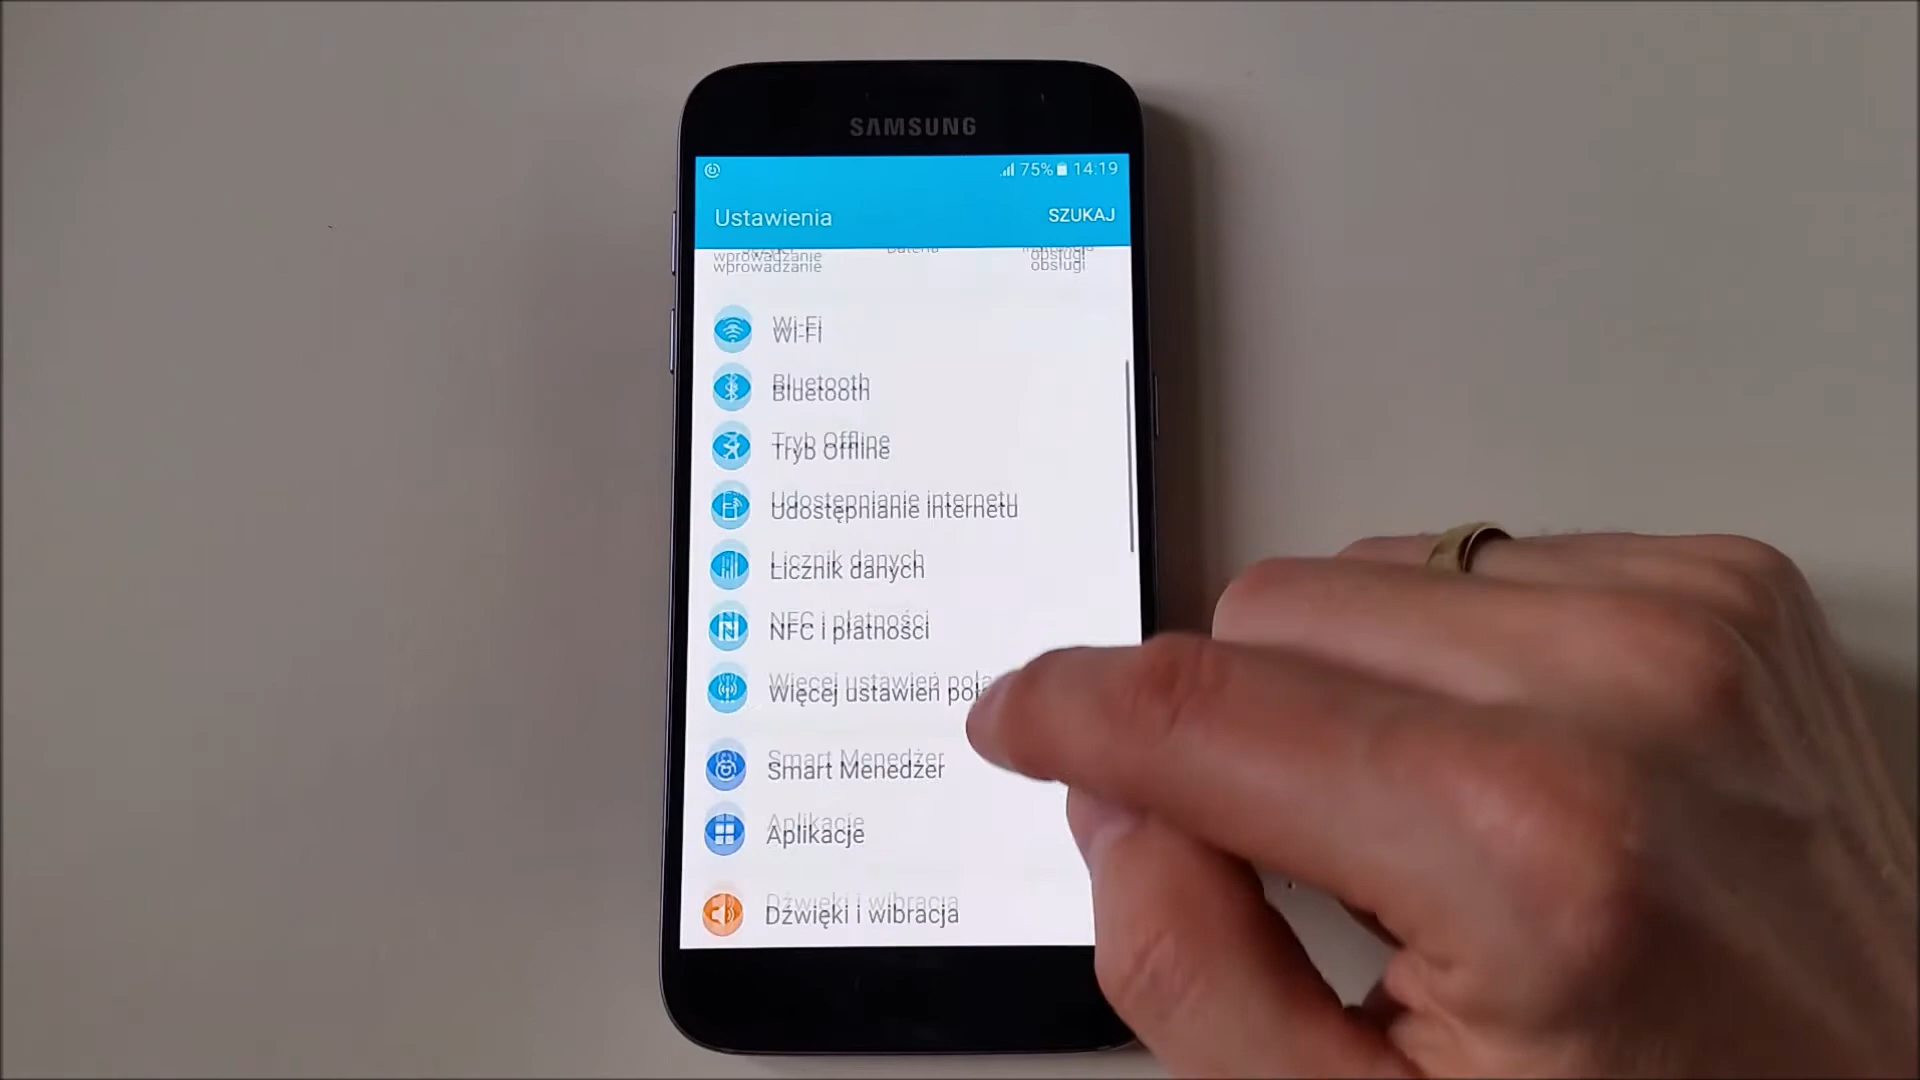 SAMSUNG
75% 14:19
Ustawienia SZUKAJ
wprowadzanie Bateria obsługi
Wi-Fi
Bluetooth
Tryb Offline
Udostępnianie internetu
Licznik danych
NFC i płatności
Więcej ustawień
Smart Menedżer
Aplikacje
Dźwięki i wibracja